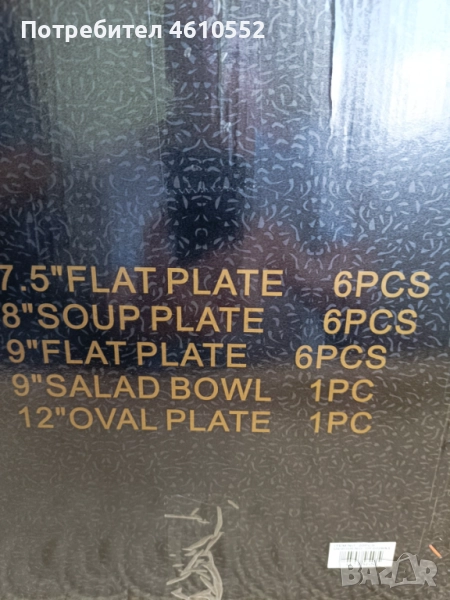 Потребител 4610552
7.5"FLAT PLATE 6PCS
8"SOUP PLATE 6PCS
9"FLAT PLATE 6PCS
9"SALAD BOWL 1PC
12"OVAL PLATE 1PC
BAZAR